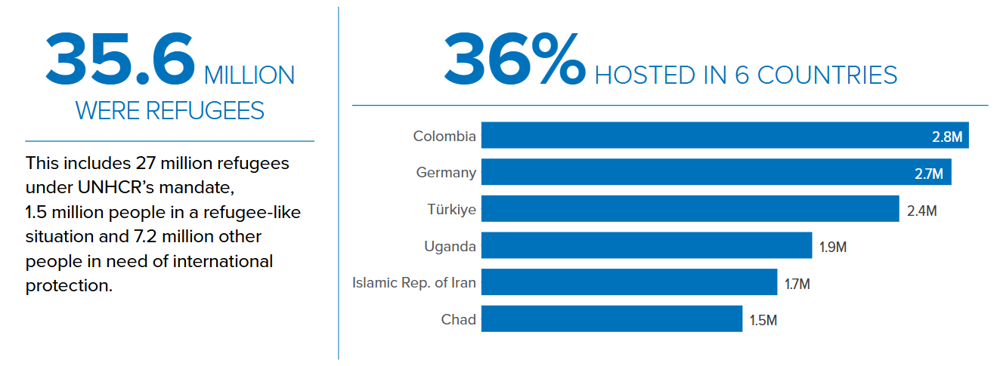 35.6 MILLION
WERE REFUGEES
This includes 27 million refugees
under UNHCR’s mandate,
1.5 million people in a refugee-like
situation and 7.2 million other
people in need of international
protection.
36% HOSTED IN 6 COUNTRIES
Colombia 2.8M
Germany 2.7M
Türkiye 2.4M
Uganda 1.9M
Islamic Rep. of Iran 1.7M
Chad 1.5M